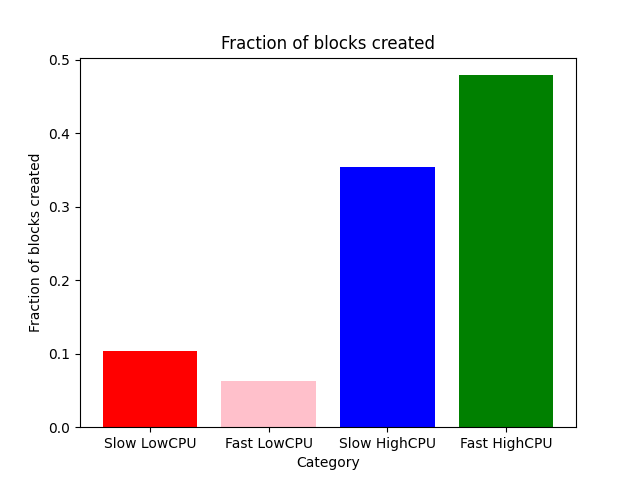 Fraction of blocks created
Fraction of blocks created
0.5
0.4
0.3
0.2
0.1
0.0
Slow LowCPU
Fast LowCPU
Slow HighCPU
Fast HighCPU
Category